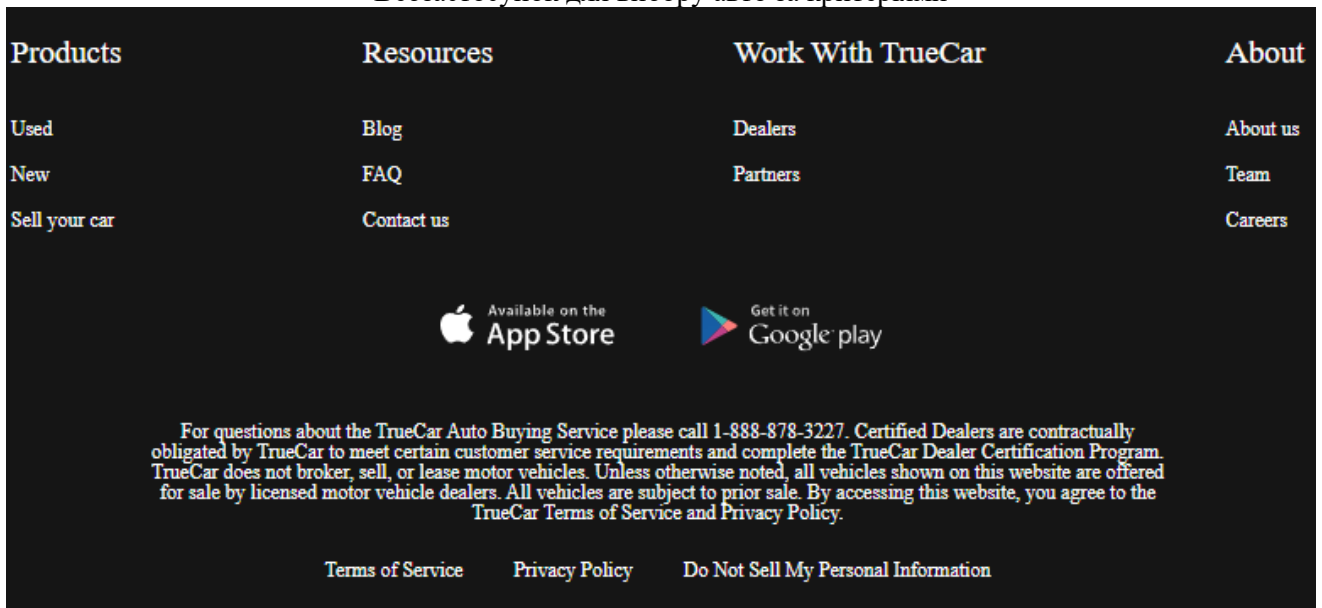 Products Resources Work With TrueCar About
Used Blog Dealers About us
New FAQ Partners Team
Sell your car Contact us Careers
Available on the Get it on
App Store Google play
For questions about the TrueCar Auto Buying Service please call 1-888-878-3227. Certified Dealers are contractually
obligated by TrueCar to meet certain customer service requirements and complete the TrueCar Dealer Certification Program.
TrueCar does not broker, sell, or lease motor vehicles. Unless otherwise noted, all vehicles shown on this website are offered
for sale by licensed motor vehicle dealers. All vehicles are subject to prior sale. By accessing this website, you agree to the
TrueCar Terms of Service and Privacy Policy.
Terms of Service Privacy Policy Do Not Sell My Personal Information